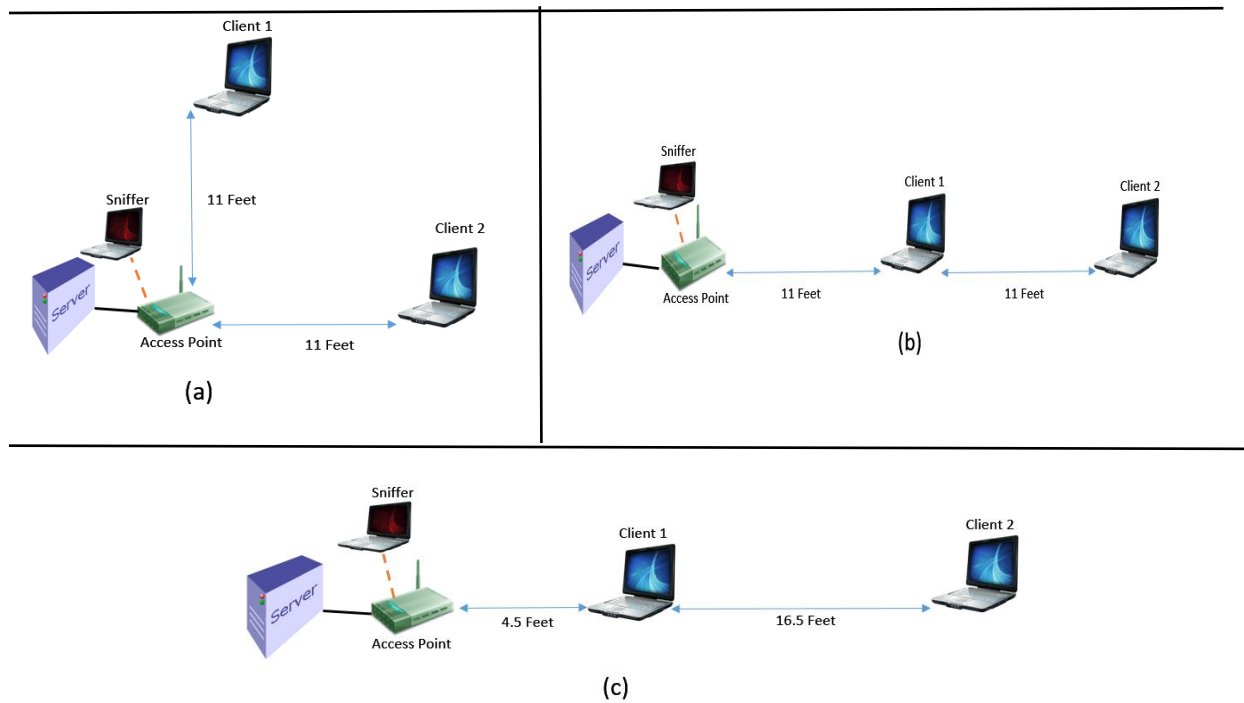 Client 1
11 Feet
Sniffer
Client 2
Server
Access Point
11 Feet
(a)
Sniffer
Client 1
Client 2
Server
Access Point
11 Feet
11 Feet
(b)
Sniffer
Client 1
Client 2
Server
4.5 Feet
16.5 Feet
Access Point
(c)